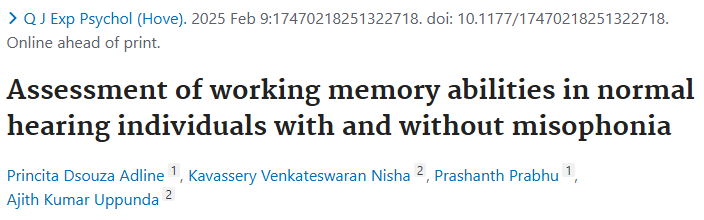 > Q J Exp Psychol (Hove). 2025 Feb 9:17470218251322718. doi: 10.1177/17470218251322718.
Online ahead of print.
Assessment of working memory abilities in normal
hearing individuals with and without misophonia
Princita Dsouza Adline 1, Kavassery Venkateswaran Nisha 2, Prashanth Prabhu 1,
Ajith Kumar Uppunda 2